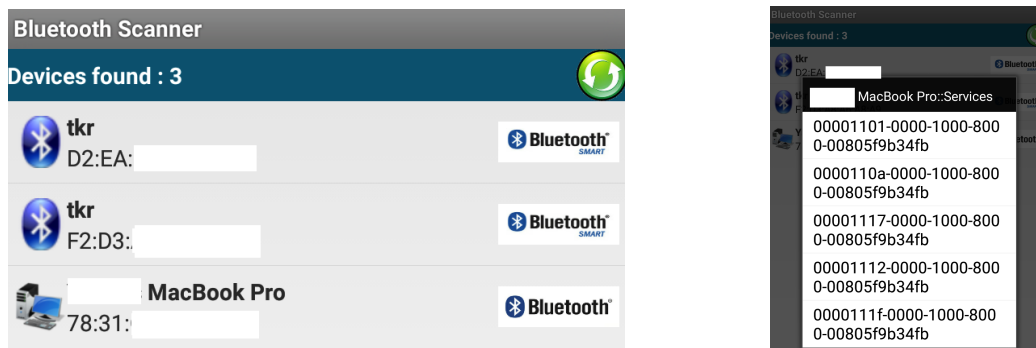 Bluetooth Scanner
Devices found : 3
tkr
D2:EA:
Bluetooth
SMART
tkr
F2:D3:
Bluetooth
SMART
MacBook Pro
78:31:
Bluetooth
Bluetooth Scanner
Devices found : 3
tkr
D2:EA:
Bluetooth
MacBook Pro::Services
00001101-0000-1000-800
0-00805f9b34fb
0000110a-0000-1000-800
0-00805f9b34fb
00001117-0000-1000-800
0-00805f9b34fb
00001112-0000-1000-800
0-00805f9b34fb
0000111f-0000-1000-800
0-00805f9b34fb